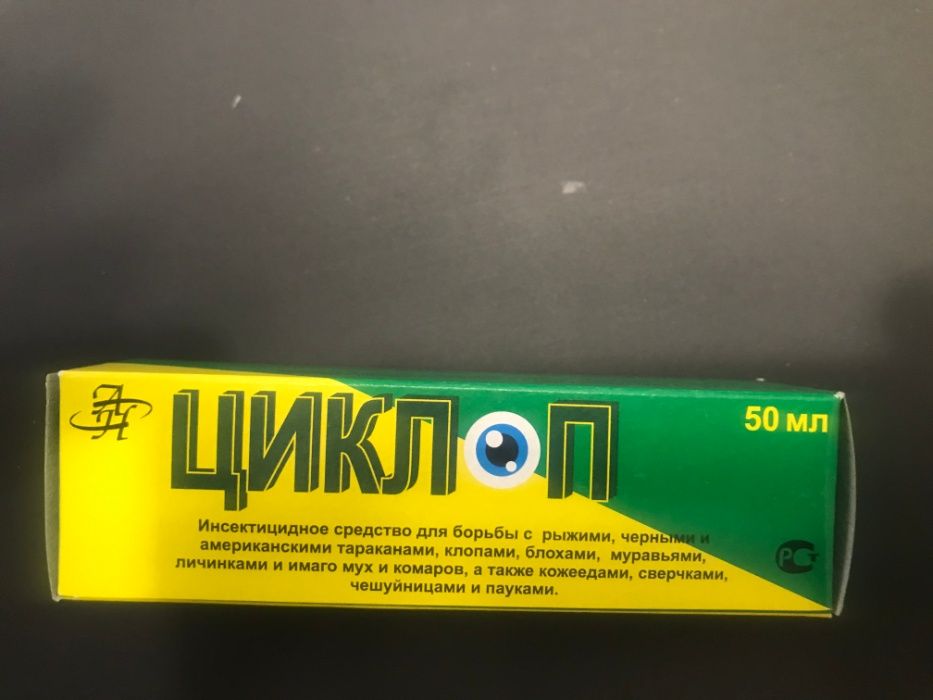 ЦИКЛОП
50 мл
Инсектицидное средство для борьбы с рыжими, черными и
американскими тараканами, клопами, блохами, муравьями,
личинками и имаго мух и комаров, а также кожеедами, сверчками,
чешуйницами и пауками.
РСТ